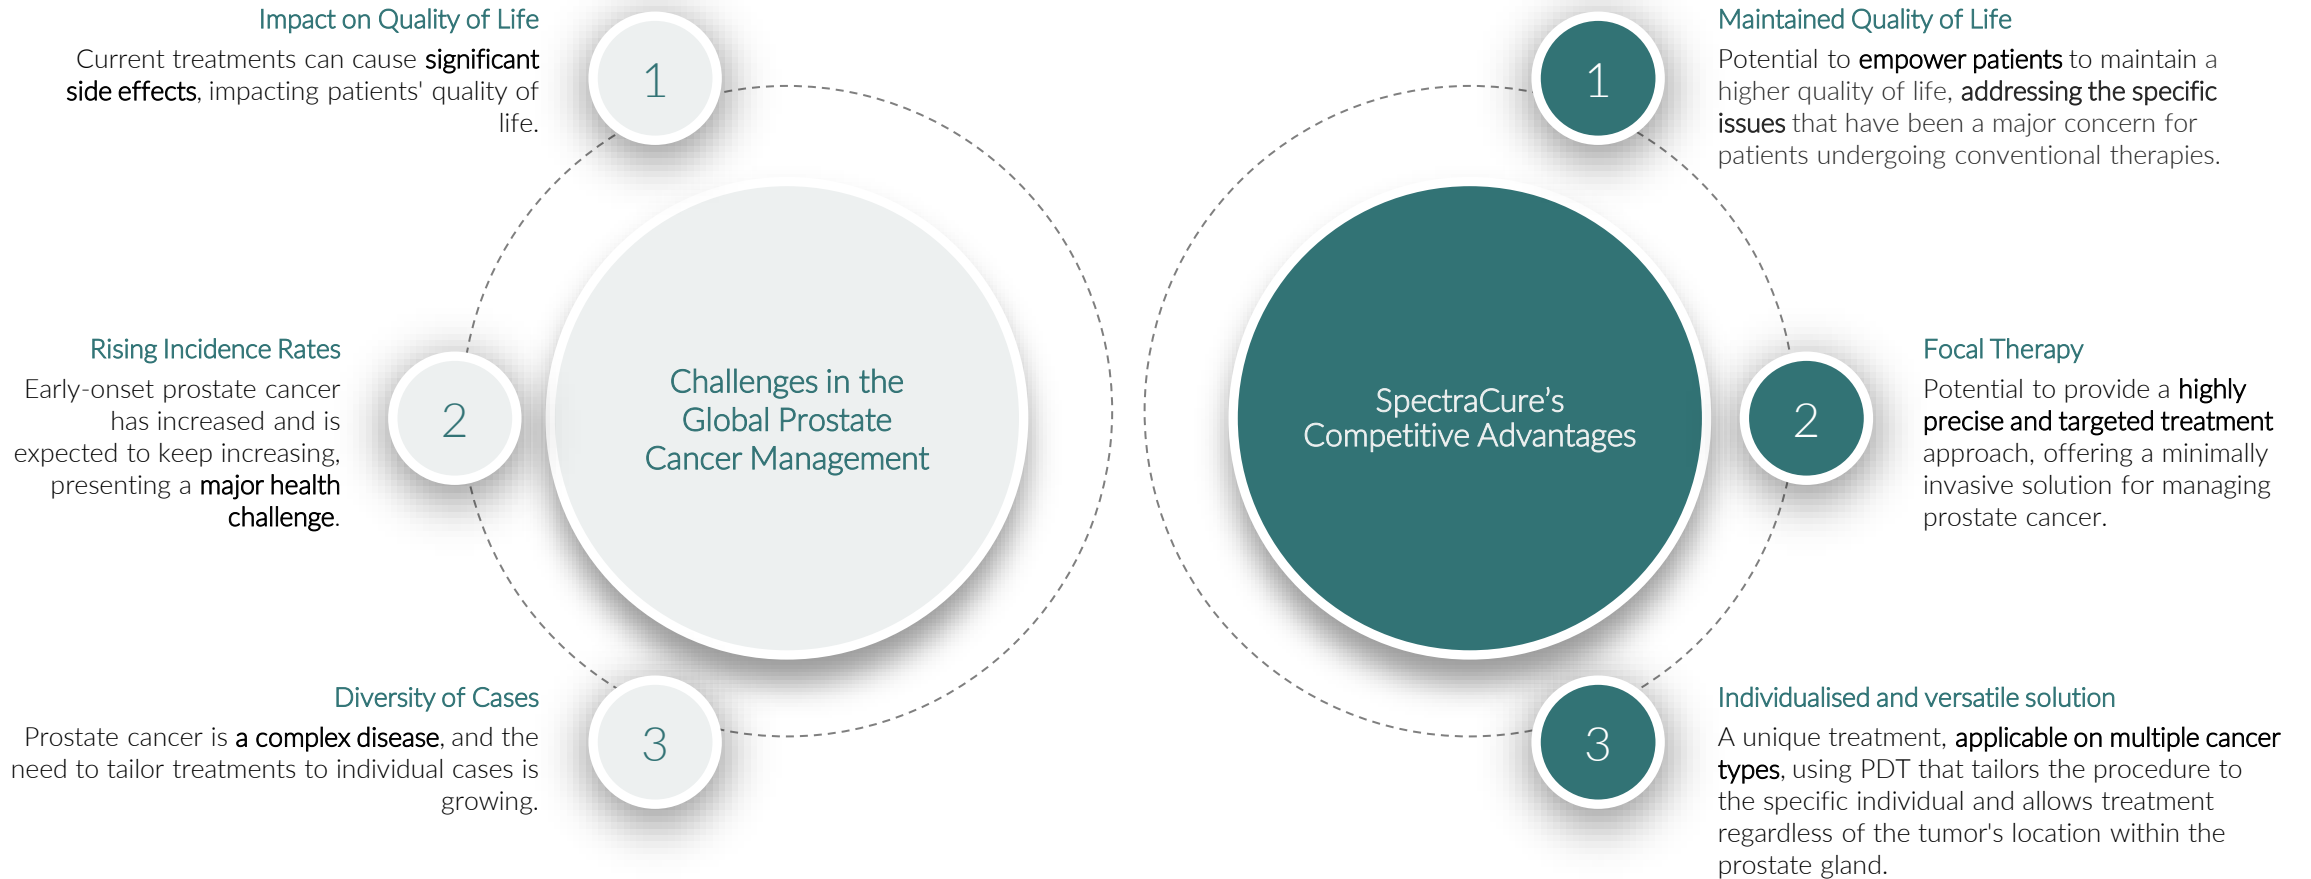 Impact on Quality of Life
Current treatments can cause significant
side effects, impacting patients' quality of
life.
1
Rising Incidence Rates
Early-onset prostate cancer
has increased and is
expected to keep increasing,
presenting a major health
challenge.
2
Diversity of Cases
Prostate cancer is a complex disease, and the
need to tailor treatments to individual cases is
growing.
3
Challenges in the
Global Prostate
Cancer Management
SpectraCure’s
Competitive Advantages
1
Maintained Quality of Life
Potential to empower patients to maintain a
higher quality of life, addressing the specific
issues that have been a major concern for
patients undergoing conventional therapies.
2
Focal Therapy
Potential to provide a highly
precise and targeted treatment
approach, offering a minimally
invasive solution for managing
prostate cancer.
3
Individualised and versatile solution
A unique treatment, applicable on multiple cancer
types, using PDT that tailors the procedure to
the specific individual and allows treatment
regardless of the tumor's location within the
prostate gland.